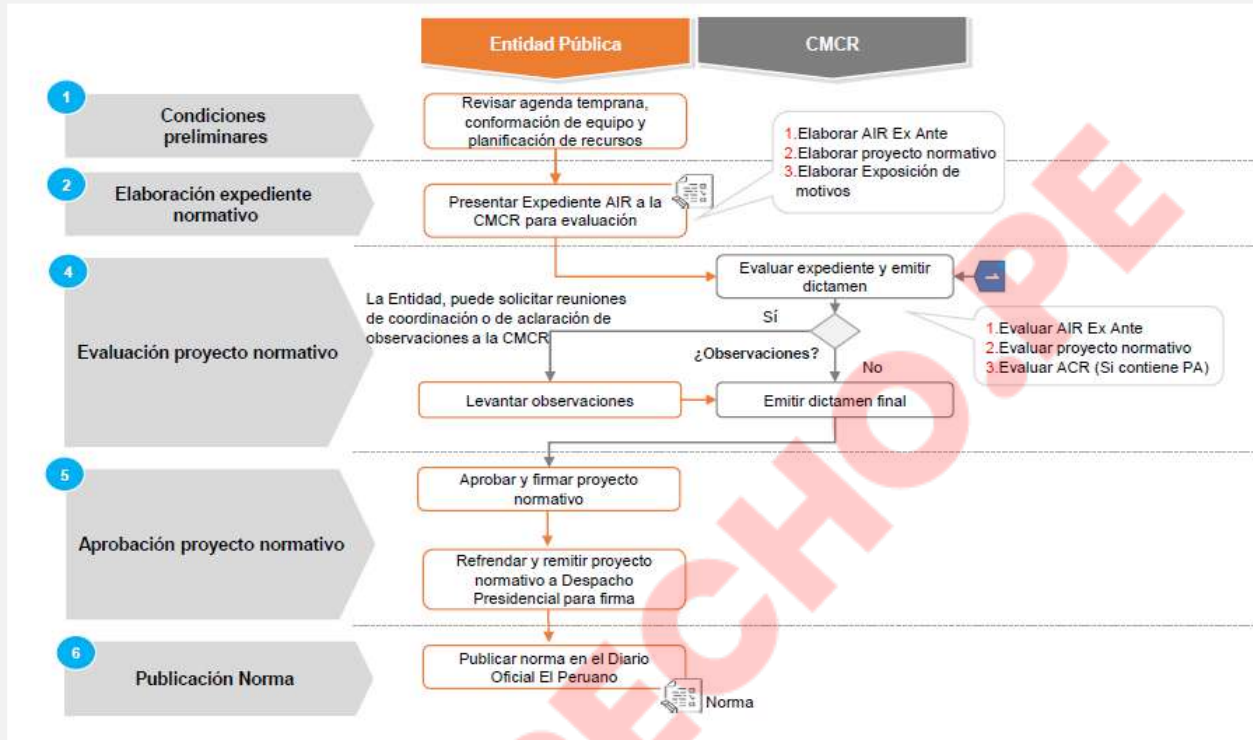 Entidad Pública
CMCR
1
Condiciones
preliminares
Revisar agenda temprana,
conformación de equipo y
planificación de recursos
1.Elaborar AIR Ex Ante
2.Elaborar proyecto normativo
3.Elaborar Exposición de
motivos
2
Elaboración expediente
normativo
Presentar Expediente AIR a la
CMCR para evaluación
4
Evaluación proyecto normativo
Evaluar expediente y emitir
dictamen
1
La Entidad, puede solicitar reuniones
de coordinación o de aclaración de
observaciones a la CMCR
Sí
¿Observaciones?
No
1.Evaluar AIR Ex Ante
2.Evaluar proyecto normativo
3.Evaluar ACR (Si contiene PA)
Levantar observaciones
Emitir dictamen final
5
Aprobación proyecto normativo
Aprobar y firmar proyecto
normativo
Refrendar y remitir proyecto
normativo a Despacho
Presidencial para firma
6
Publicación Norma
Publicar norma en el Diario
Oficial El Peruano
Norma
ECHO.PE